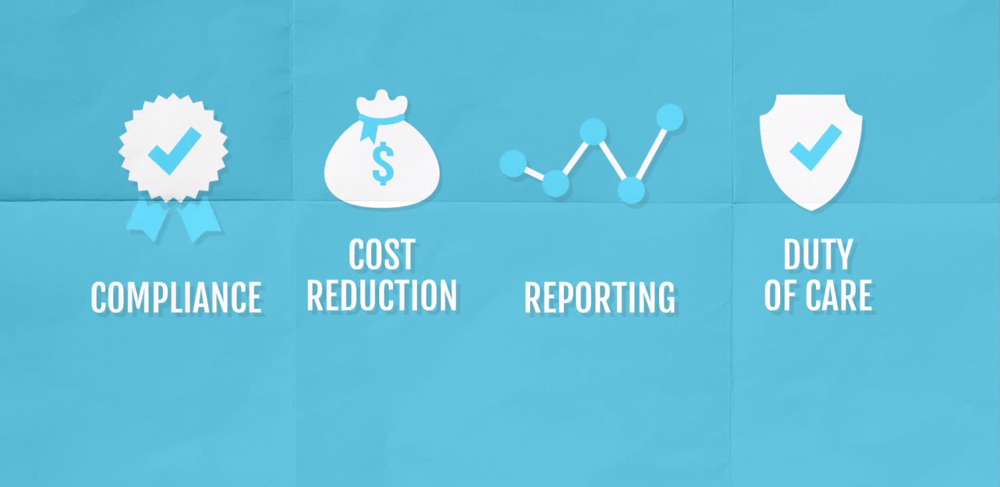 $
COMPLIANCE
COST
REDUCTION
REPORTING
DUTY
OF CARE